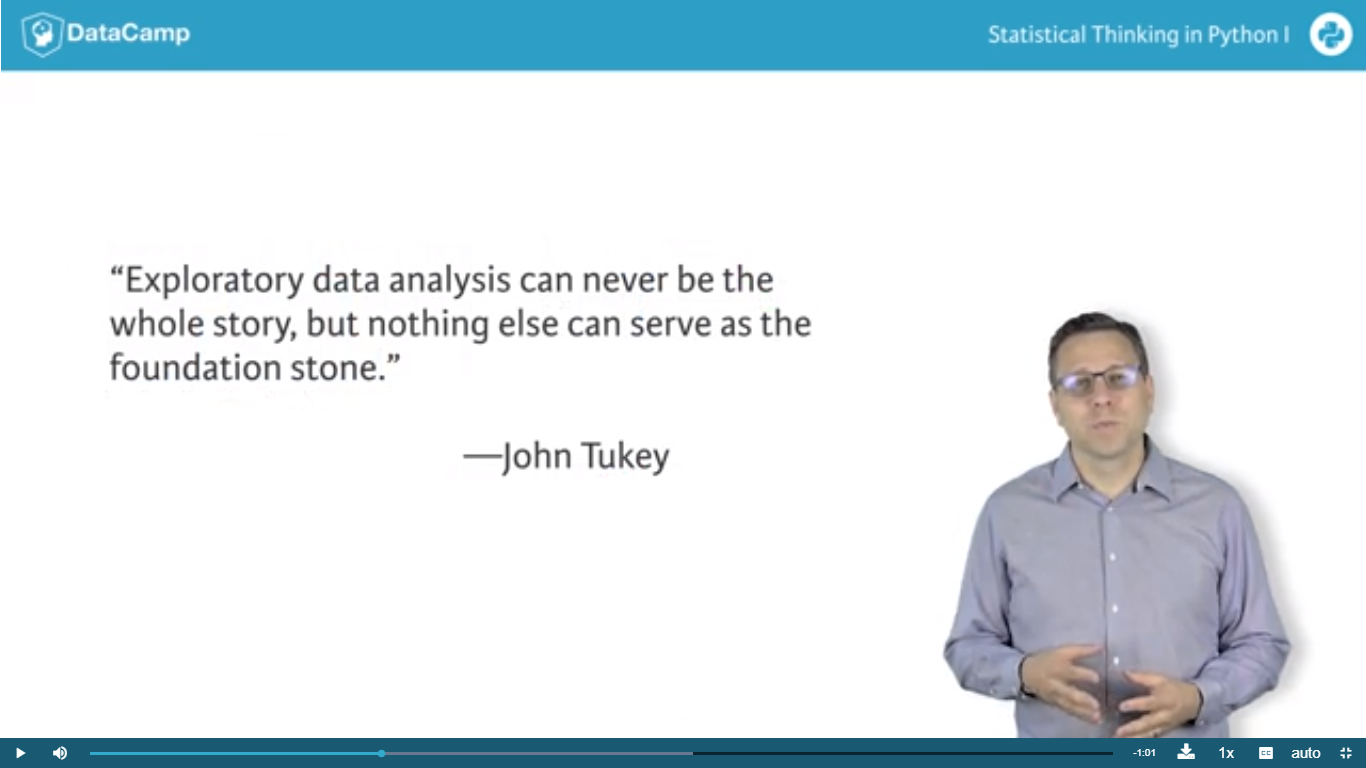 DataCamp
Statistical Thinking in Python I
“Exploratory data analysis can never be the
whole story, but nothing else can serve as the
foundation stone.”
—John Tukey
-1:01
1x
CC
auto